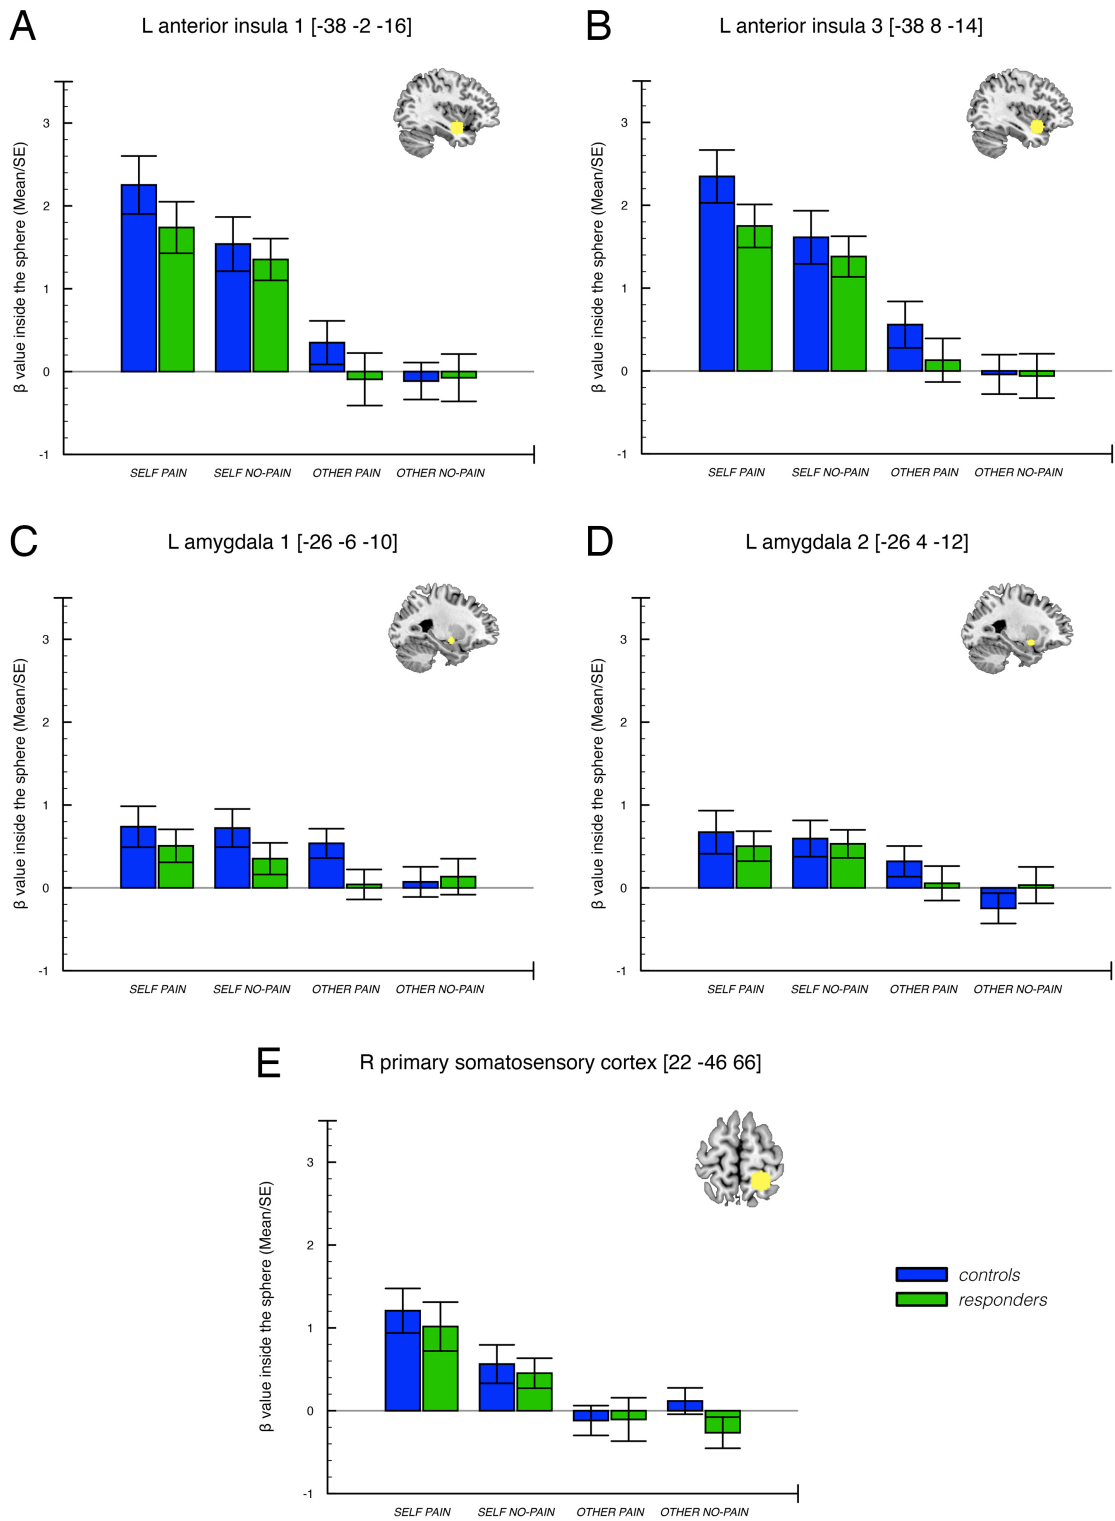 A
L anterior insula 1 [-38 -2 -16]
β value inside the sphere (Mean/SE)
3
2
1
0
-1
SELF PAIN SELF NO-PAIN OTHER PAIN OTHER NO-PAIN
B
L anterior insula 3 [-38 8 -14]
β value inside the sphere (Mean/SE)
3
2
1
0
-1
SELF PAIN SELF NO-PAIN OTHER PAIN OTHER NO-PAIN
C
L amygdala 1 [-26 -6 -10]
β value inside the sphere (Mean/SE)
3
2
1
0
-1
SELF PAIN SELF NO-PAIN OTHER PAIN OTHER NO-PAIN
D
L amygdala 2 [-26 4 -12]
β value inside the sphere (Mean/SE)
3
2
1
0
-1
SELF PAIN SELF NO-PAIN OTHER PAIN OTHER NO-PAIN
E
R primary somatosensory cortex [22 -46 66]
β value inside the sphere (Mean/SE)
3
2
1
0
-1
SELF PAIN SELF NO-PAIN OTHER PAIN OTHER NO-PAIN
controls
responders